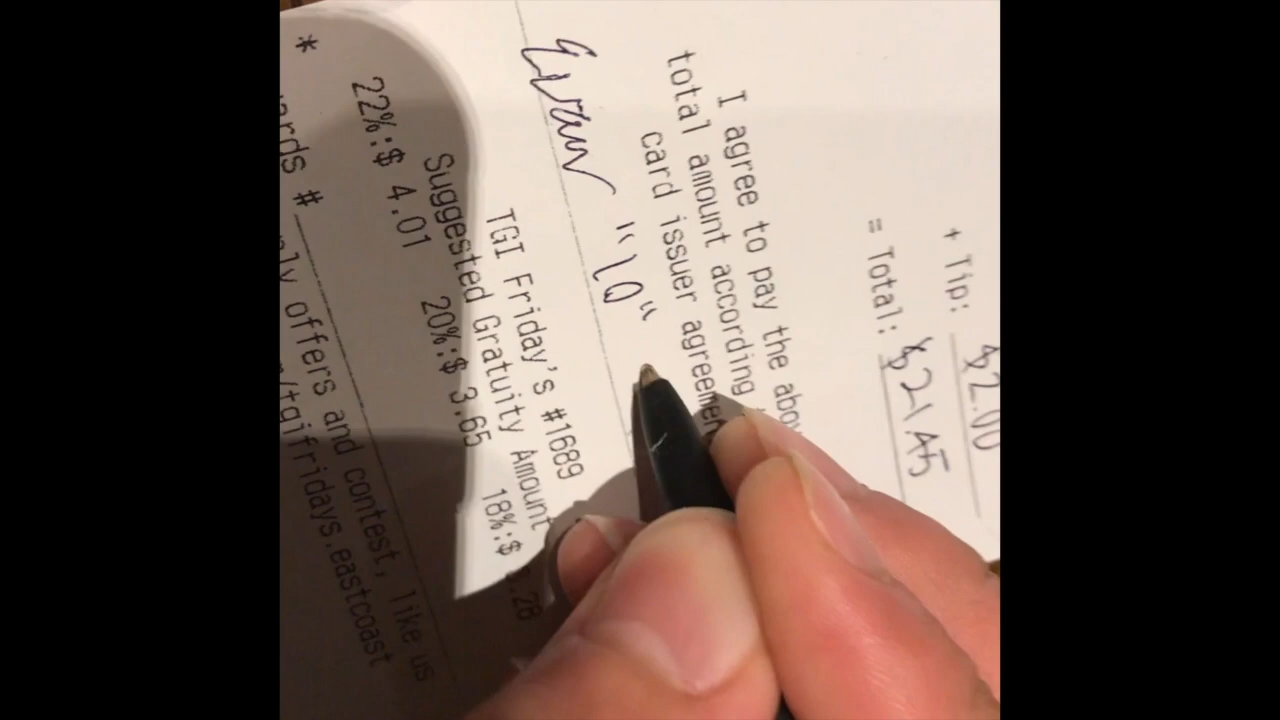 + Tip: $2.00
= Total: $21.45
I agree to pay the abo
total amount according
card issuer agreemen
Evan "10"
TGI Friday's #1689
Suggested Gratuity Amount
22%:$ 4.01 20%:$ 3.65 18%:$ .28
* #
offers and contest, like us
/tgifridays.eastcoast